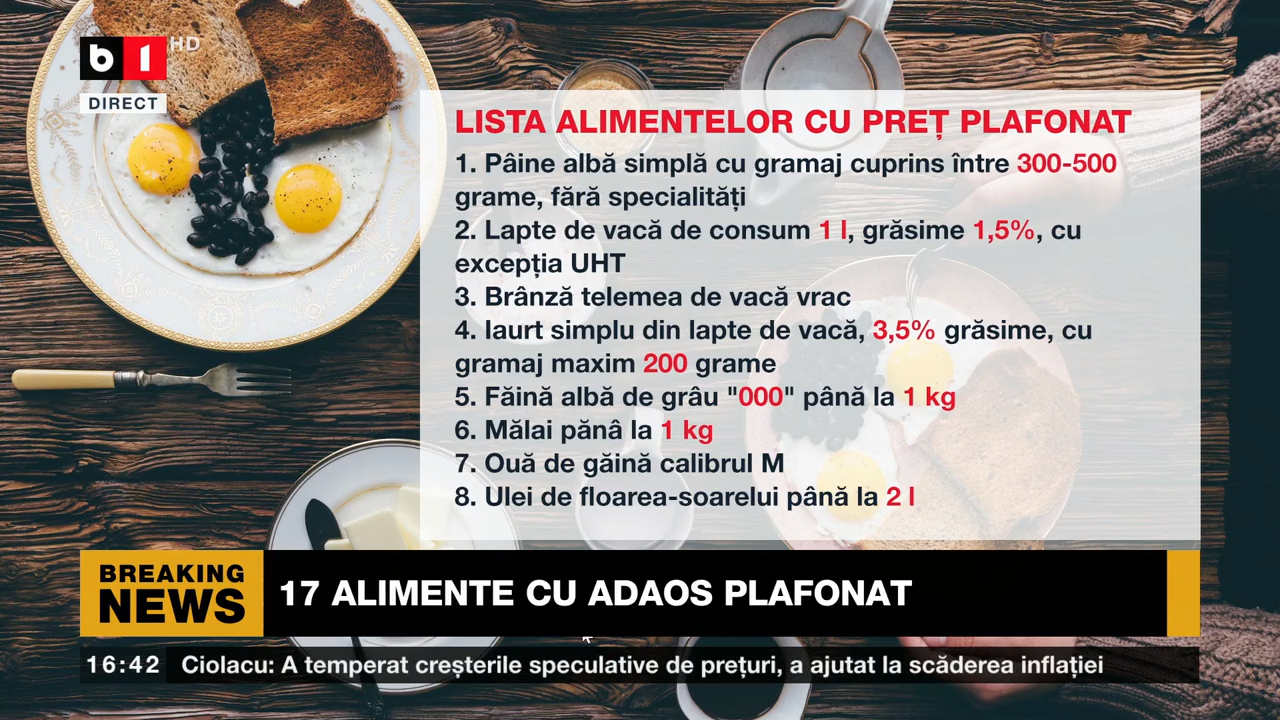 b1 HD
DIRECT
LISTA ALIMENTELOR CU PREȚ PLAFONAT
1. Pâine albă simplă cu gramaj cuprins între 300-500
grame, fără specialități
2. Lapte de vacă de consum 1 l, grăsime 1,5%, cu
excepția UHT
3. Brânză telemea de vacă vrac
4. Iaurt simplu din lapte de vacă, 3,5% grăsime, cu
gramaj maxim 200 grame
5. Făină albă de grâu "000" până la 1 kg
6. Mălai pănâ la 1 kg
7. Ouă de găină calibrul M
8. Ulei de floarea-soarelui până la 2 l
BREAKING
NEWS
17 ALIMENTE CU ADAOS PLAFONAT
16:42 Ciolacu: A temperat creșterile speculative de prețuri, a ajutat la scăderea inflației